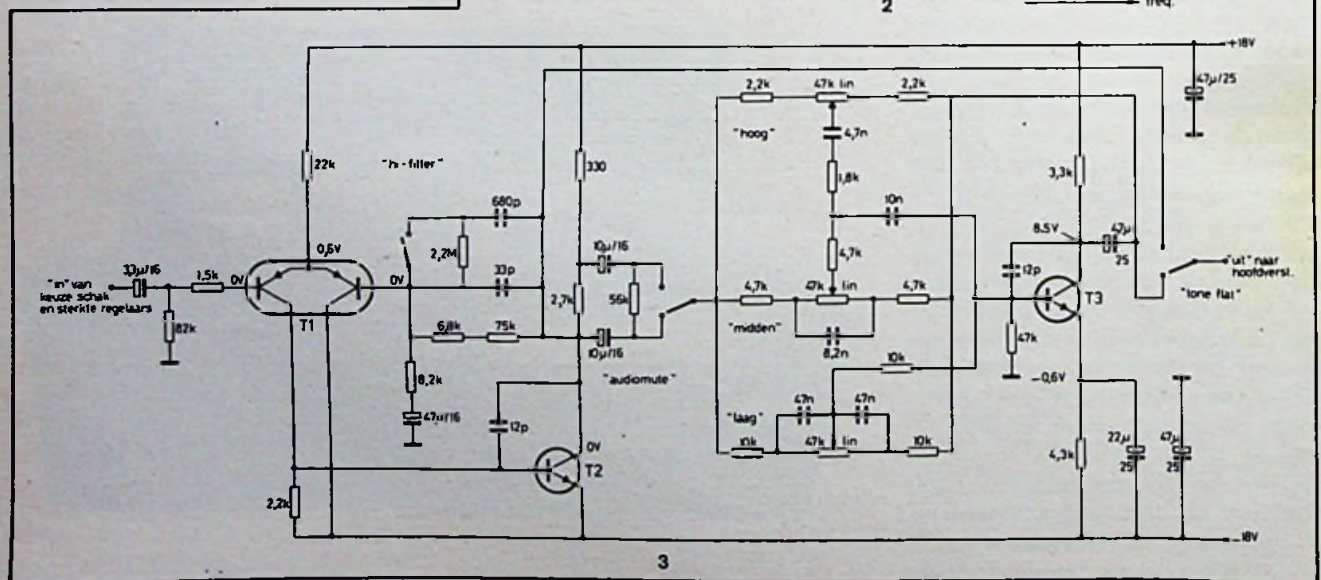 2
freq.
+18V
47µ/25
2,2k
47k lin
2,2k
"hoog"
4,7n
22k
"hi-filter"
330
1,8k
3,3k
680p
10n
8.5V
47µ
25
0,6V
2,2M
10µ/16
4,7k
"uit" naar
hoofdverst.
3,3µ/16
1,5k
0V
0V
33p
56k
12p
"in" van
keuze schak
en sterkte regelaars
T1
2,7k
4,7k
47k
lin
4,7k
T3
"tone flat"
82k
6,8k
75k
"midden"
8,2n
47k
10µ/16
10k
-0,6V
8,2k
"audiomute"
47n
47n
47µ/16
12p
"laag"
0V
10k
47k
lin
10k
4,3k
22µ
25
47µ
25
T2
2,2k
-18V
3